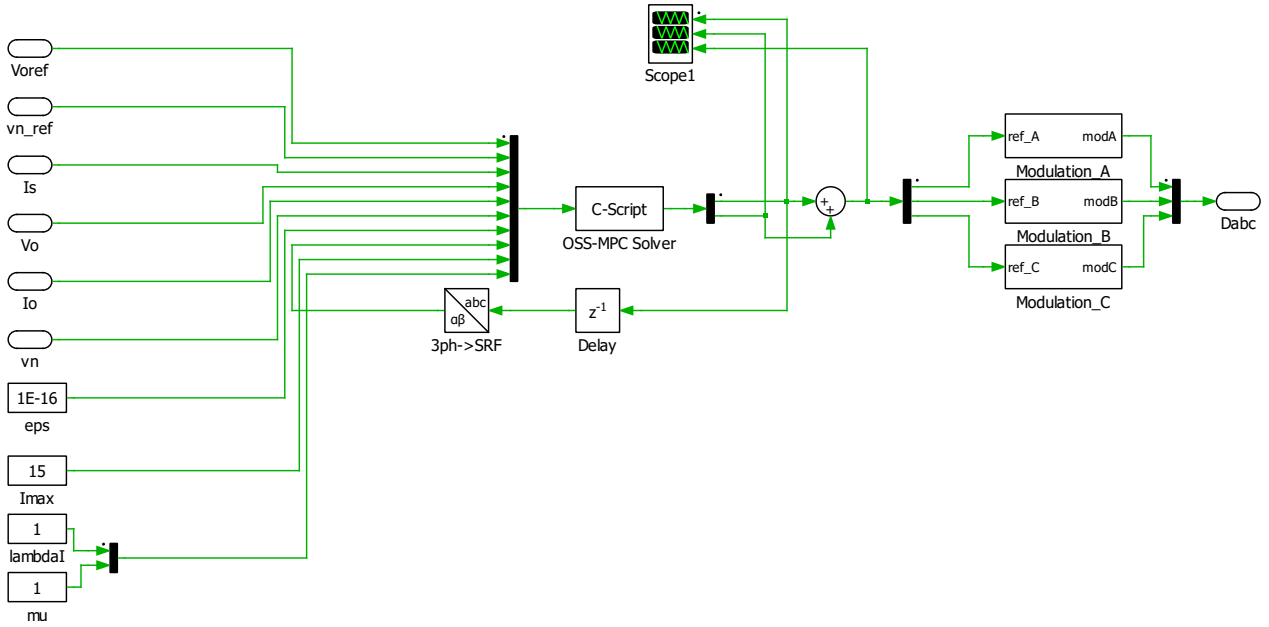 Voref
vn_ref
Is
Vo
Io
vn
1E-16
eps
15
Imax
1
lambdaI
1
mu
C-Script
OSS-MPC Solver
abc
αβ
3ph->SRF
z-1
Delay
Scope1
+
+
ref_A modA
Modulation_A
ref_B modB
Modulation_B
ref_C modC
Modulation_C
Dabc